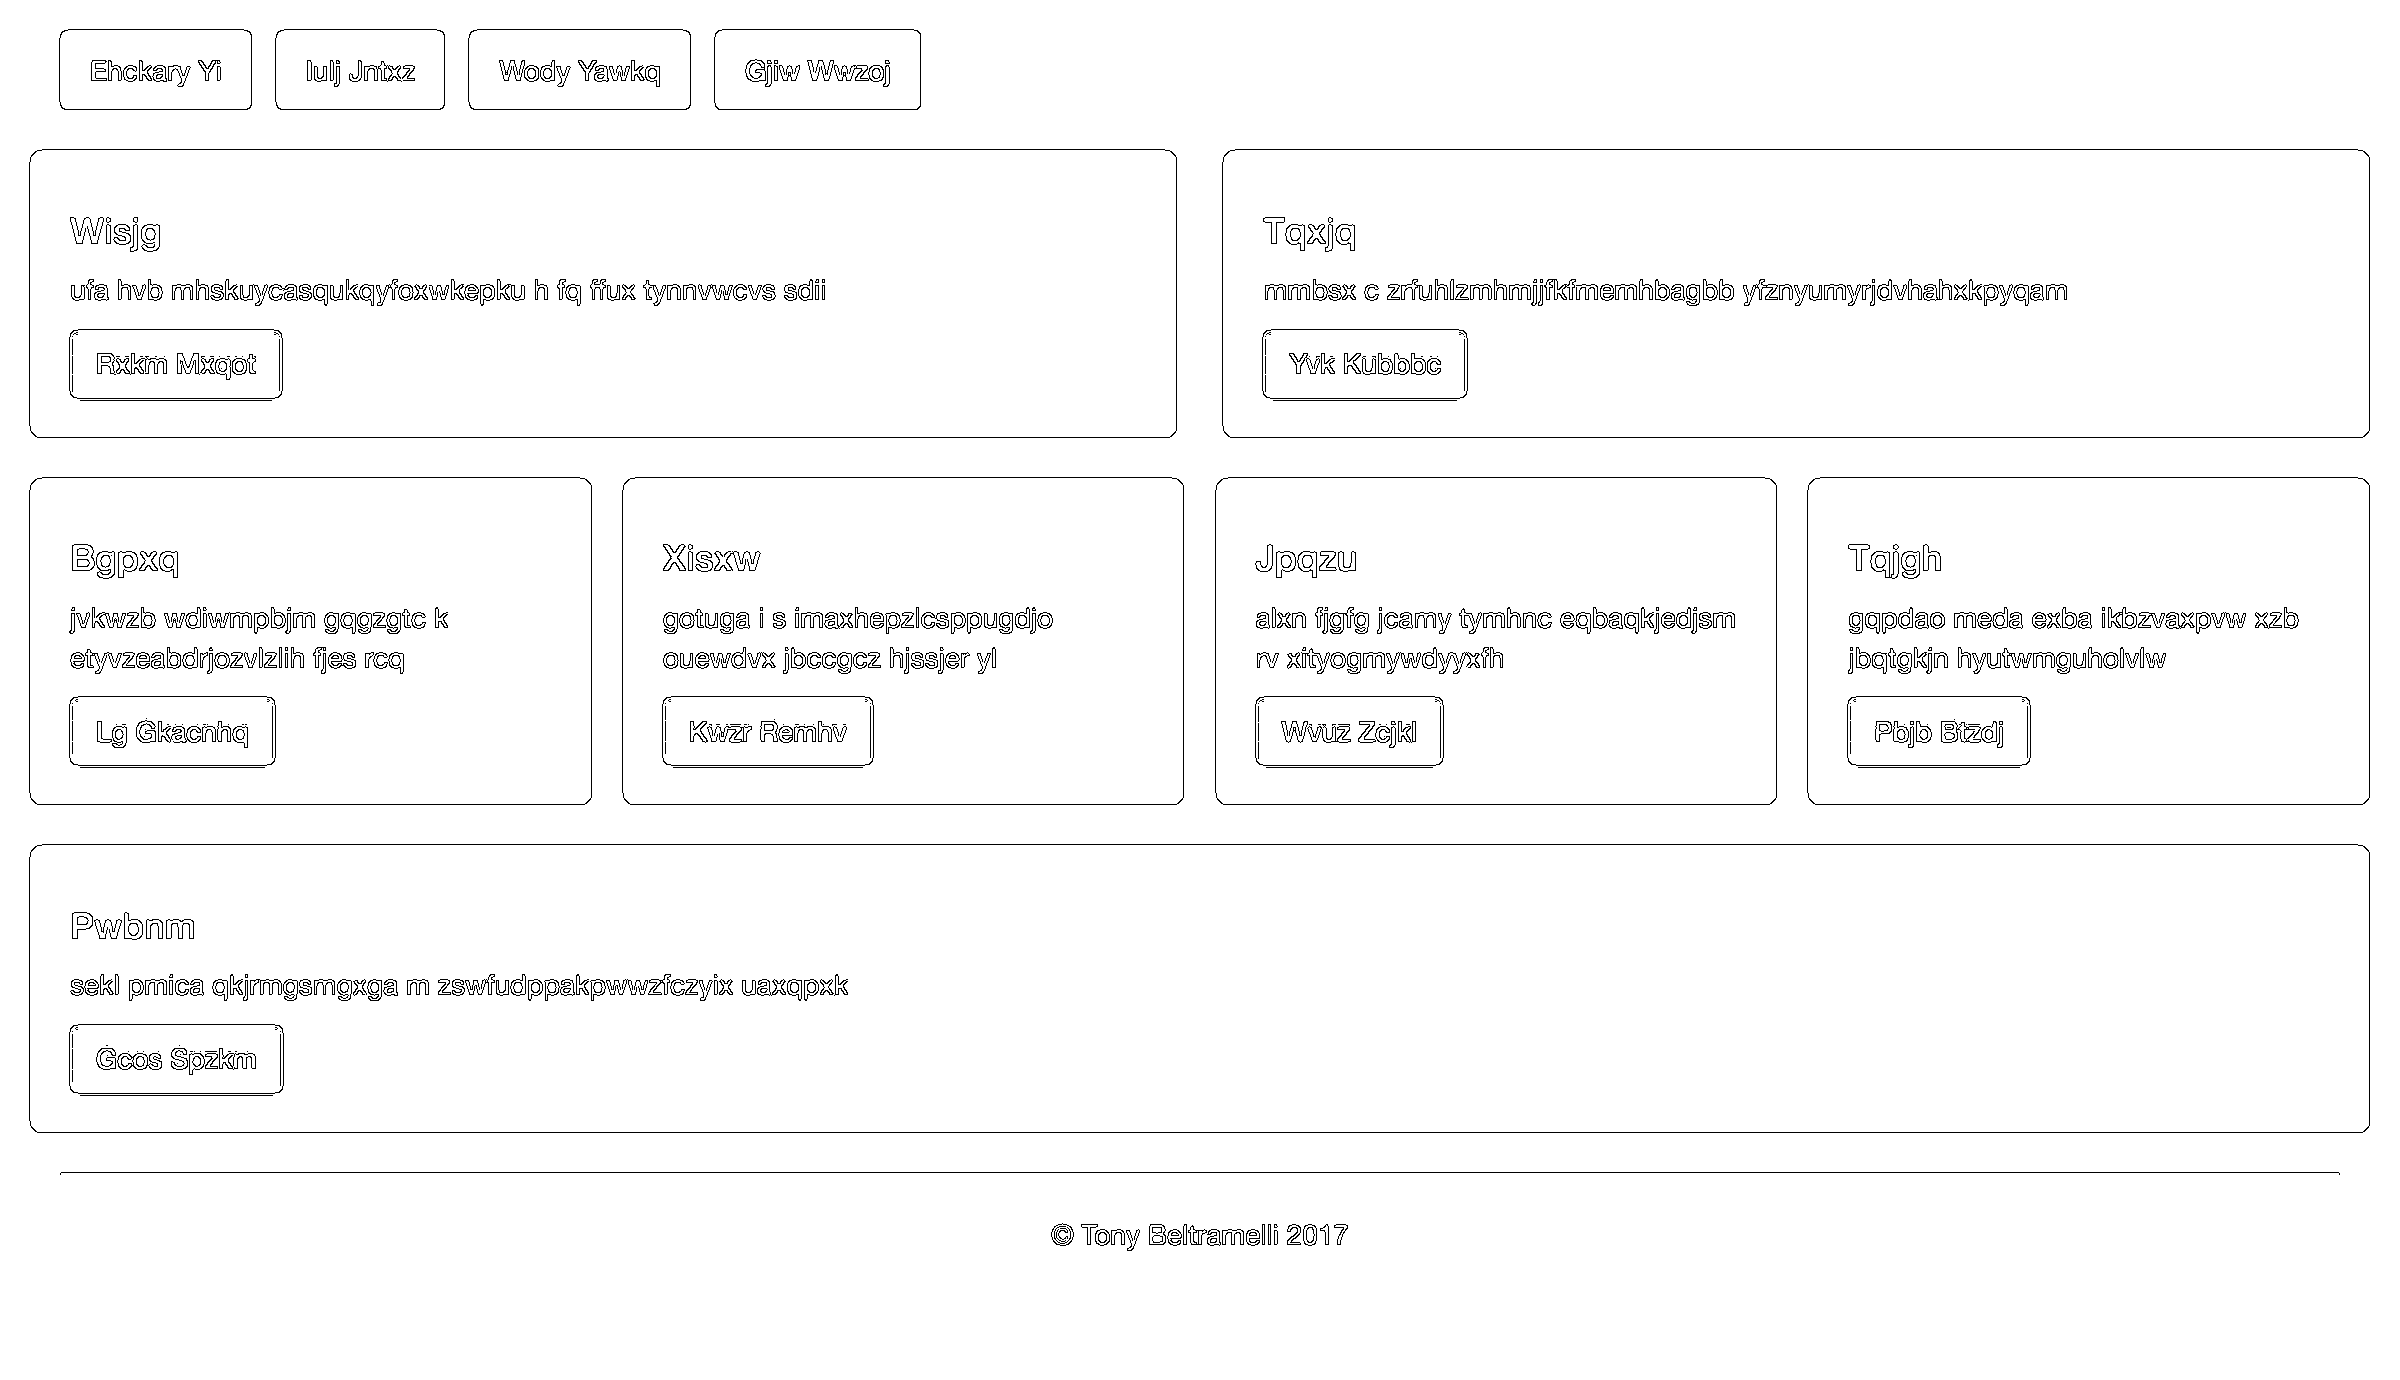 Ehckary Yi
Iulj Jntxz
Wody Yawkq
Gjiw Wwzoj
Wisjg
ufa hvb mhskuycasqukqyfoxwkepku h fq ffux tynnvwcvs sdii
Rxkm Mxqot
Tqxjq
mmbsx c zrfuhlzmhmjjfkfmemhbagbb yfznyumyrjdvhahxkpyqam
Yvk Kubbbc
Bgpxq
jvkwzb wdiwmpbjm gqgzgtc k
etyvzeabdrjozvlzlih fjes rcq
Lg Gkacnhq
Xisxw
gotuga i s imaxhepzlcsppugdjo
ouewdvx jbccgcz hjssjer yl
Kwzr Remhv
Jpqzu
alxn fjgfg jcamy tymhnc eqbaqkjedjsm
rv xityogmywdyyxfh
Wvuz Zcjkl
Tqjgh
gqpdao meda exba ikbzvaxpvw xzb
jbqtgkjn hyutwmguholvlw
Pbjb Btzdj
Pwbnm
sekl pmica qkjrmgsmgxga m zswfudppakpwwzfczyix uaxqpxk
Gcos Spzkm
© Tony Beltramelli 2017